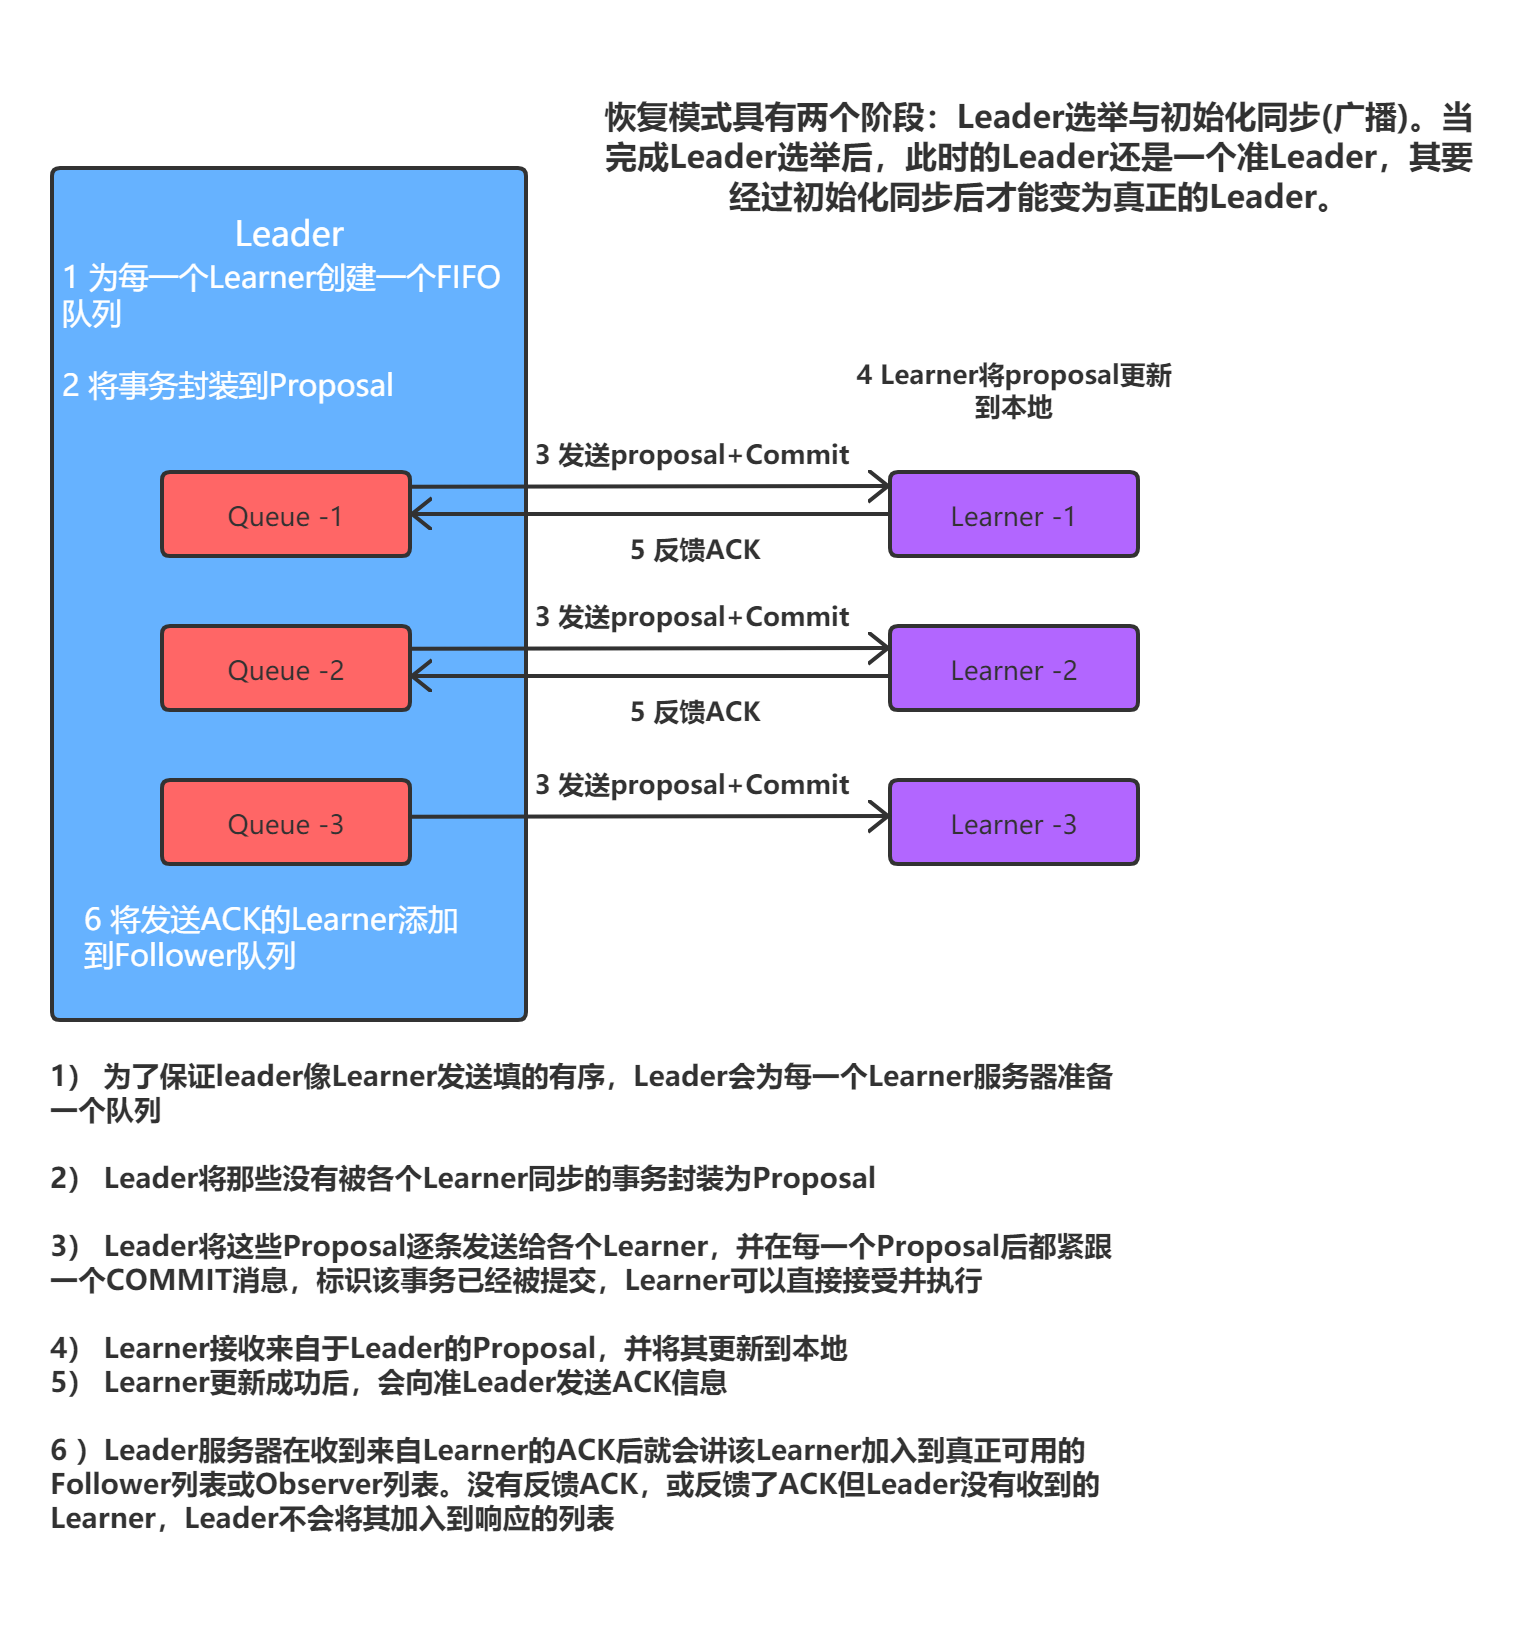 恢复模式具有两个阶段：Leader选举与初始化同步(广播)。当
完成Leader选举后，此时的Leader还是一个准Leader，其要
经过初始化同步后才能变为真正的Leader。
Leader
1 为每一个Learner创建一个FIFO
队列
2 将事务封装到Proposal
4 Learner将proposal更新
到本地
3 发送proposal+Commit
Queue -1
Learner -1
5 反馈ACK
3 发送proposal+Commit
Queue -2
Learner -2
5 反馈ACK
3 发送proposal+Commit
Queue -3
Learner -3
6 将发送ACK的Learner添加
到Follower队列
1） 为了保证leader像Learner发送填的有序，Leader会为每一个Learner服务器准备
一个队列
2） Leader将那些没有被各个Learner同步的事务封装为Proposal
3） Leader将这些Proposal逐条发送给各个Learner，并在每一个Proposal后都紧跟
一个COMMIT消息，标识该事务已经被提交，Learner可以直接接受并执行
4） Learner接收来自于Leader的Proposal，并将其更新到本地
5） Learner更新成功后，会向准Leader发送ACK信息
6 ）Leader服务器在收到来自Learner的ACK后就会讲该Learner加入到真正可用的
Follower列表或Observer列表。没有反馈ACK，或反馈了ACK但Leader没有收到的
Learner，Leader不会将其加入到响应的列表